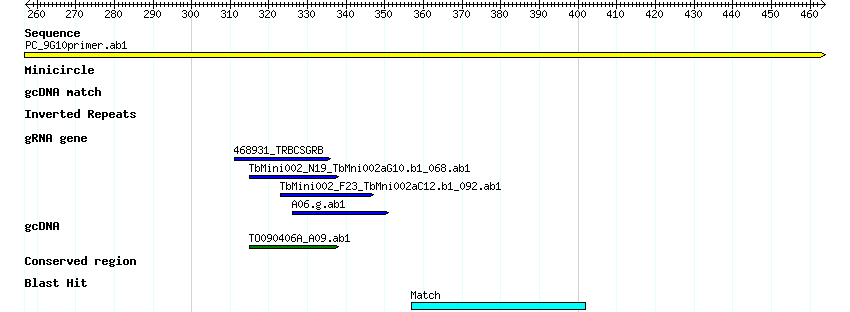 260 270 280 290 300 310 320 330 340 350 360 370 380 390 400 410 420 430 440 450 460
Sequence
PC_9G10primer.ab1
Minicircle
gcDNA match
Inverted Repeats
gRNA gene
468931_TRBCSGRB
TbMini002_N19_TbMni002aG10.b1_068.ab1
TbMini002_F23_TbMni002aC12.b1_092.ab1
A06.g.ab1
gcDNA
TO090406A_A09.ab1
Conserved region
Blast Hit
Match